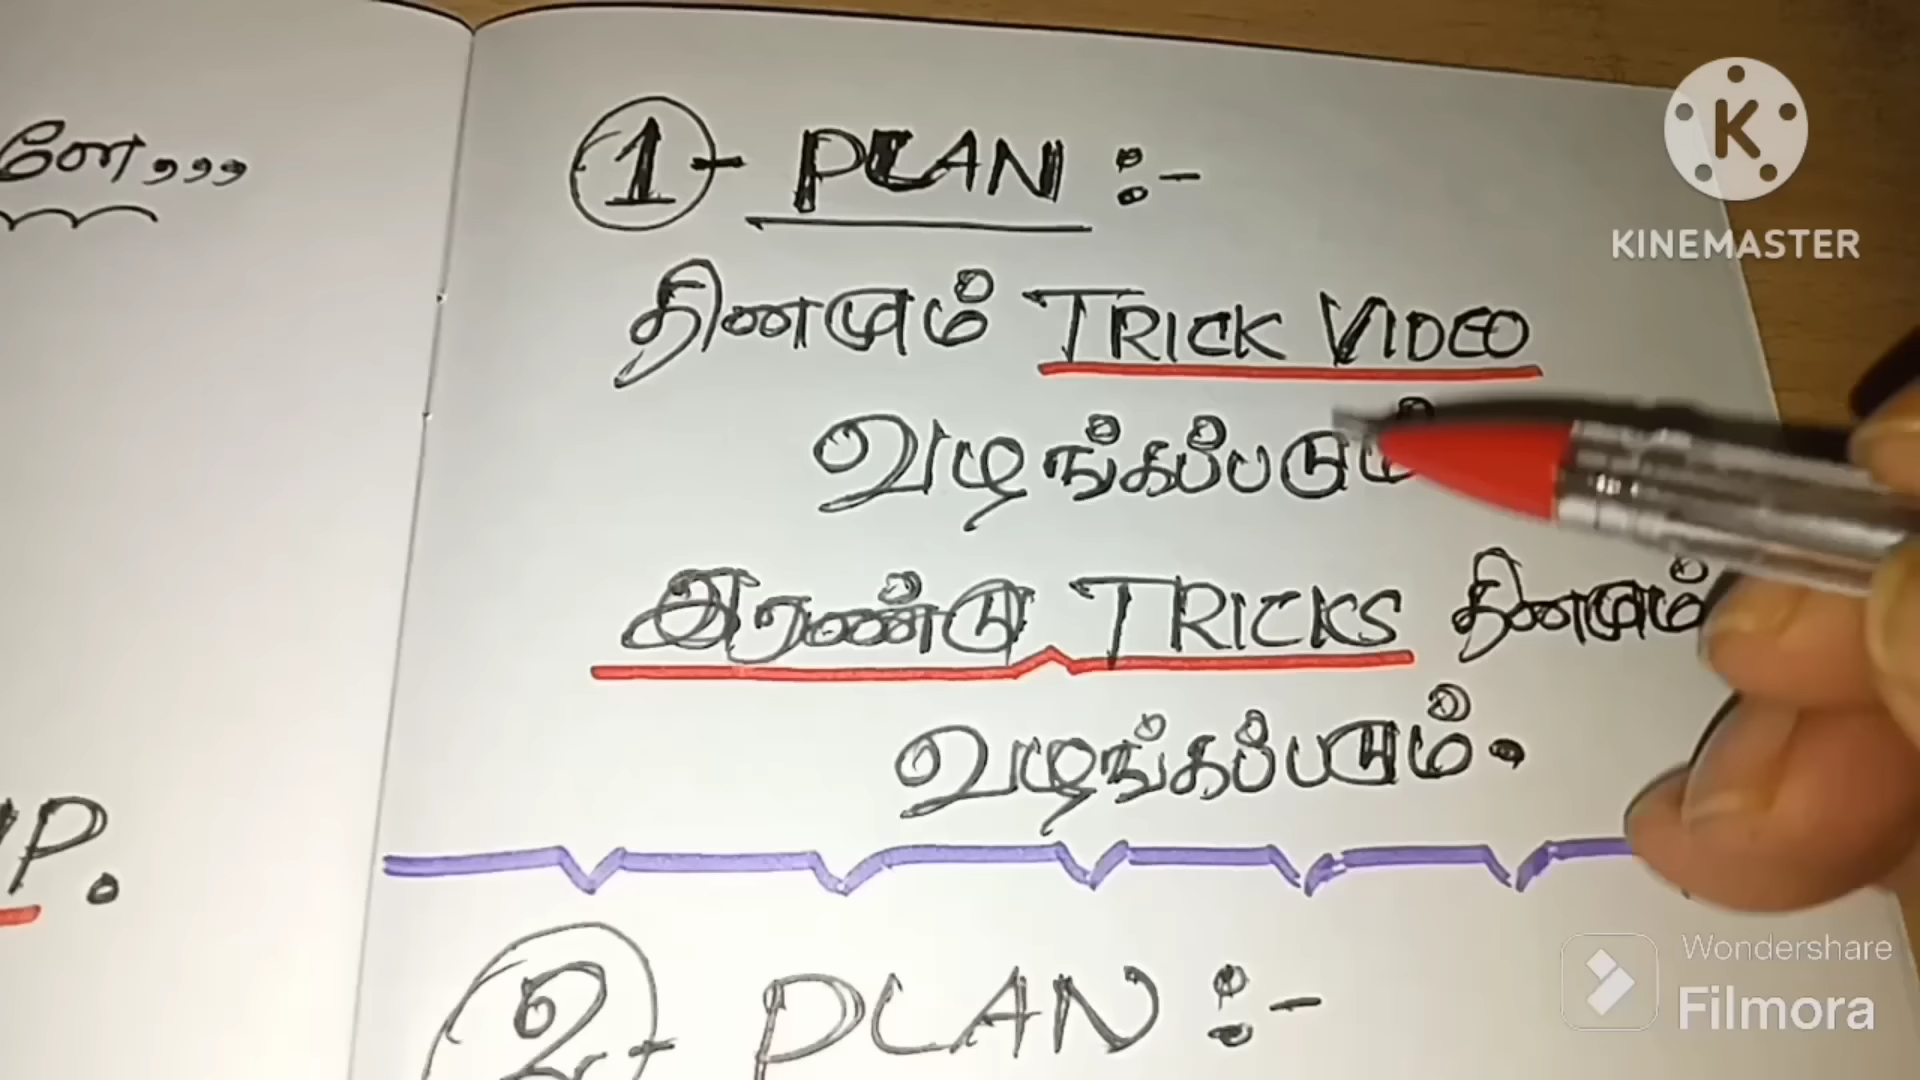 னே,,,
UP.
1 - PLAN :-
தினமும் TRICK VIDEO
வழங்கப்படும்
இரண்டு TRICKS தினமும்
வழங்கப்படும்.
2 - PLAN :-
K
KINEMASTER
Wondershare
Filmora